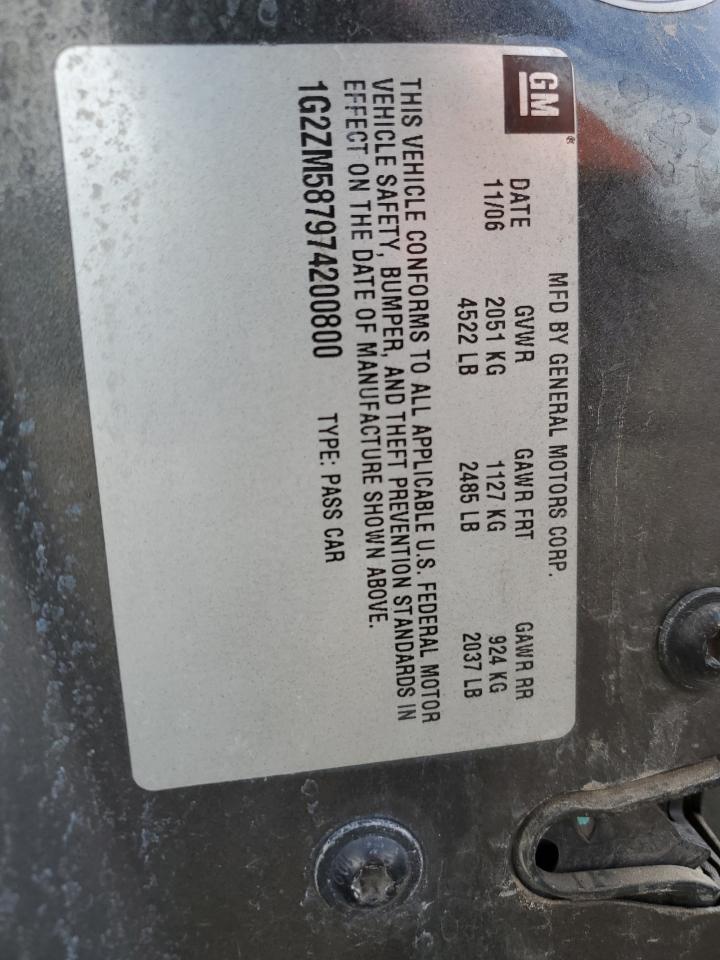 GM
MFD BY GENERAL MOTORS CORP.
DATE GVWR GAWR FRT GAWR RR
11/06 2051 KG 1127 KG 924 KG
4522 LB 2485 LB 2037 LB
THIS VEHICLE CONFORMS TO ALL APPLICABLE U.S. FEDERAL MOTOR
VEHICLE SAFETY, BUMPER, AND THEFT PREVENTION STANDARDS IN
EFFECT ON THE DATE OF MANUFACTURE SHOWN ABOVE.
1G2ZM587974200800 TYPE: PASS CAR